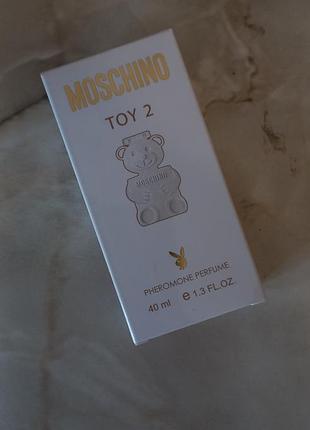 MOSCHINO
TOY 2
MOSCHINO
PHEROMONE PERFUME
40 ml e 1.3 FL.OZ.